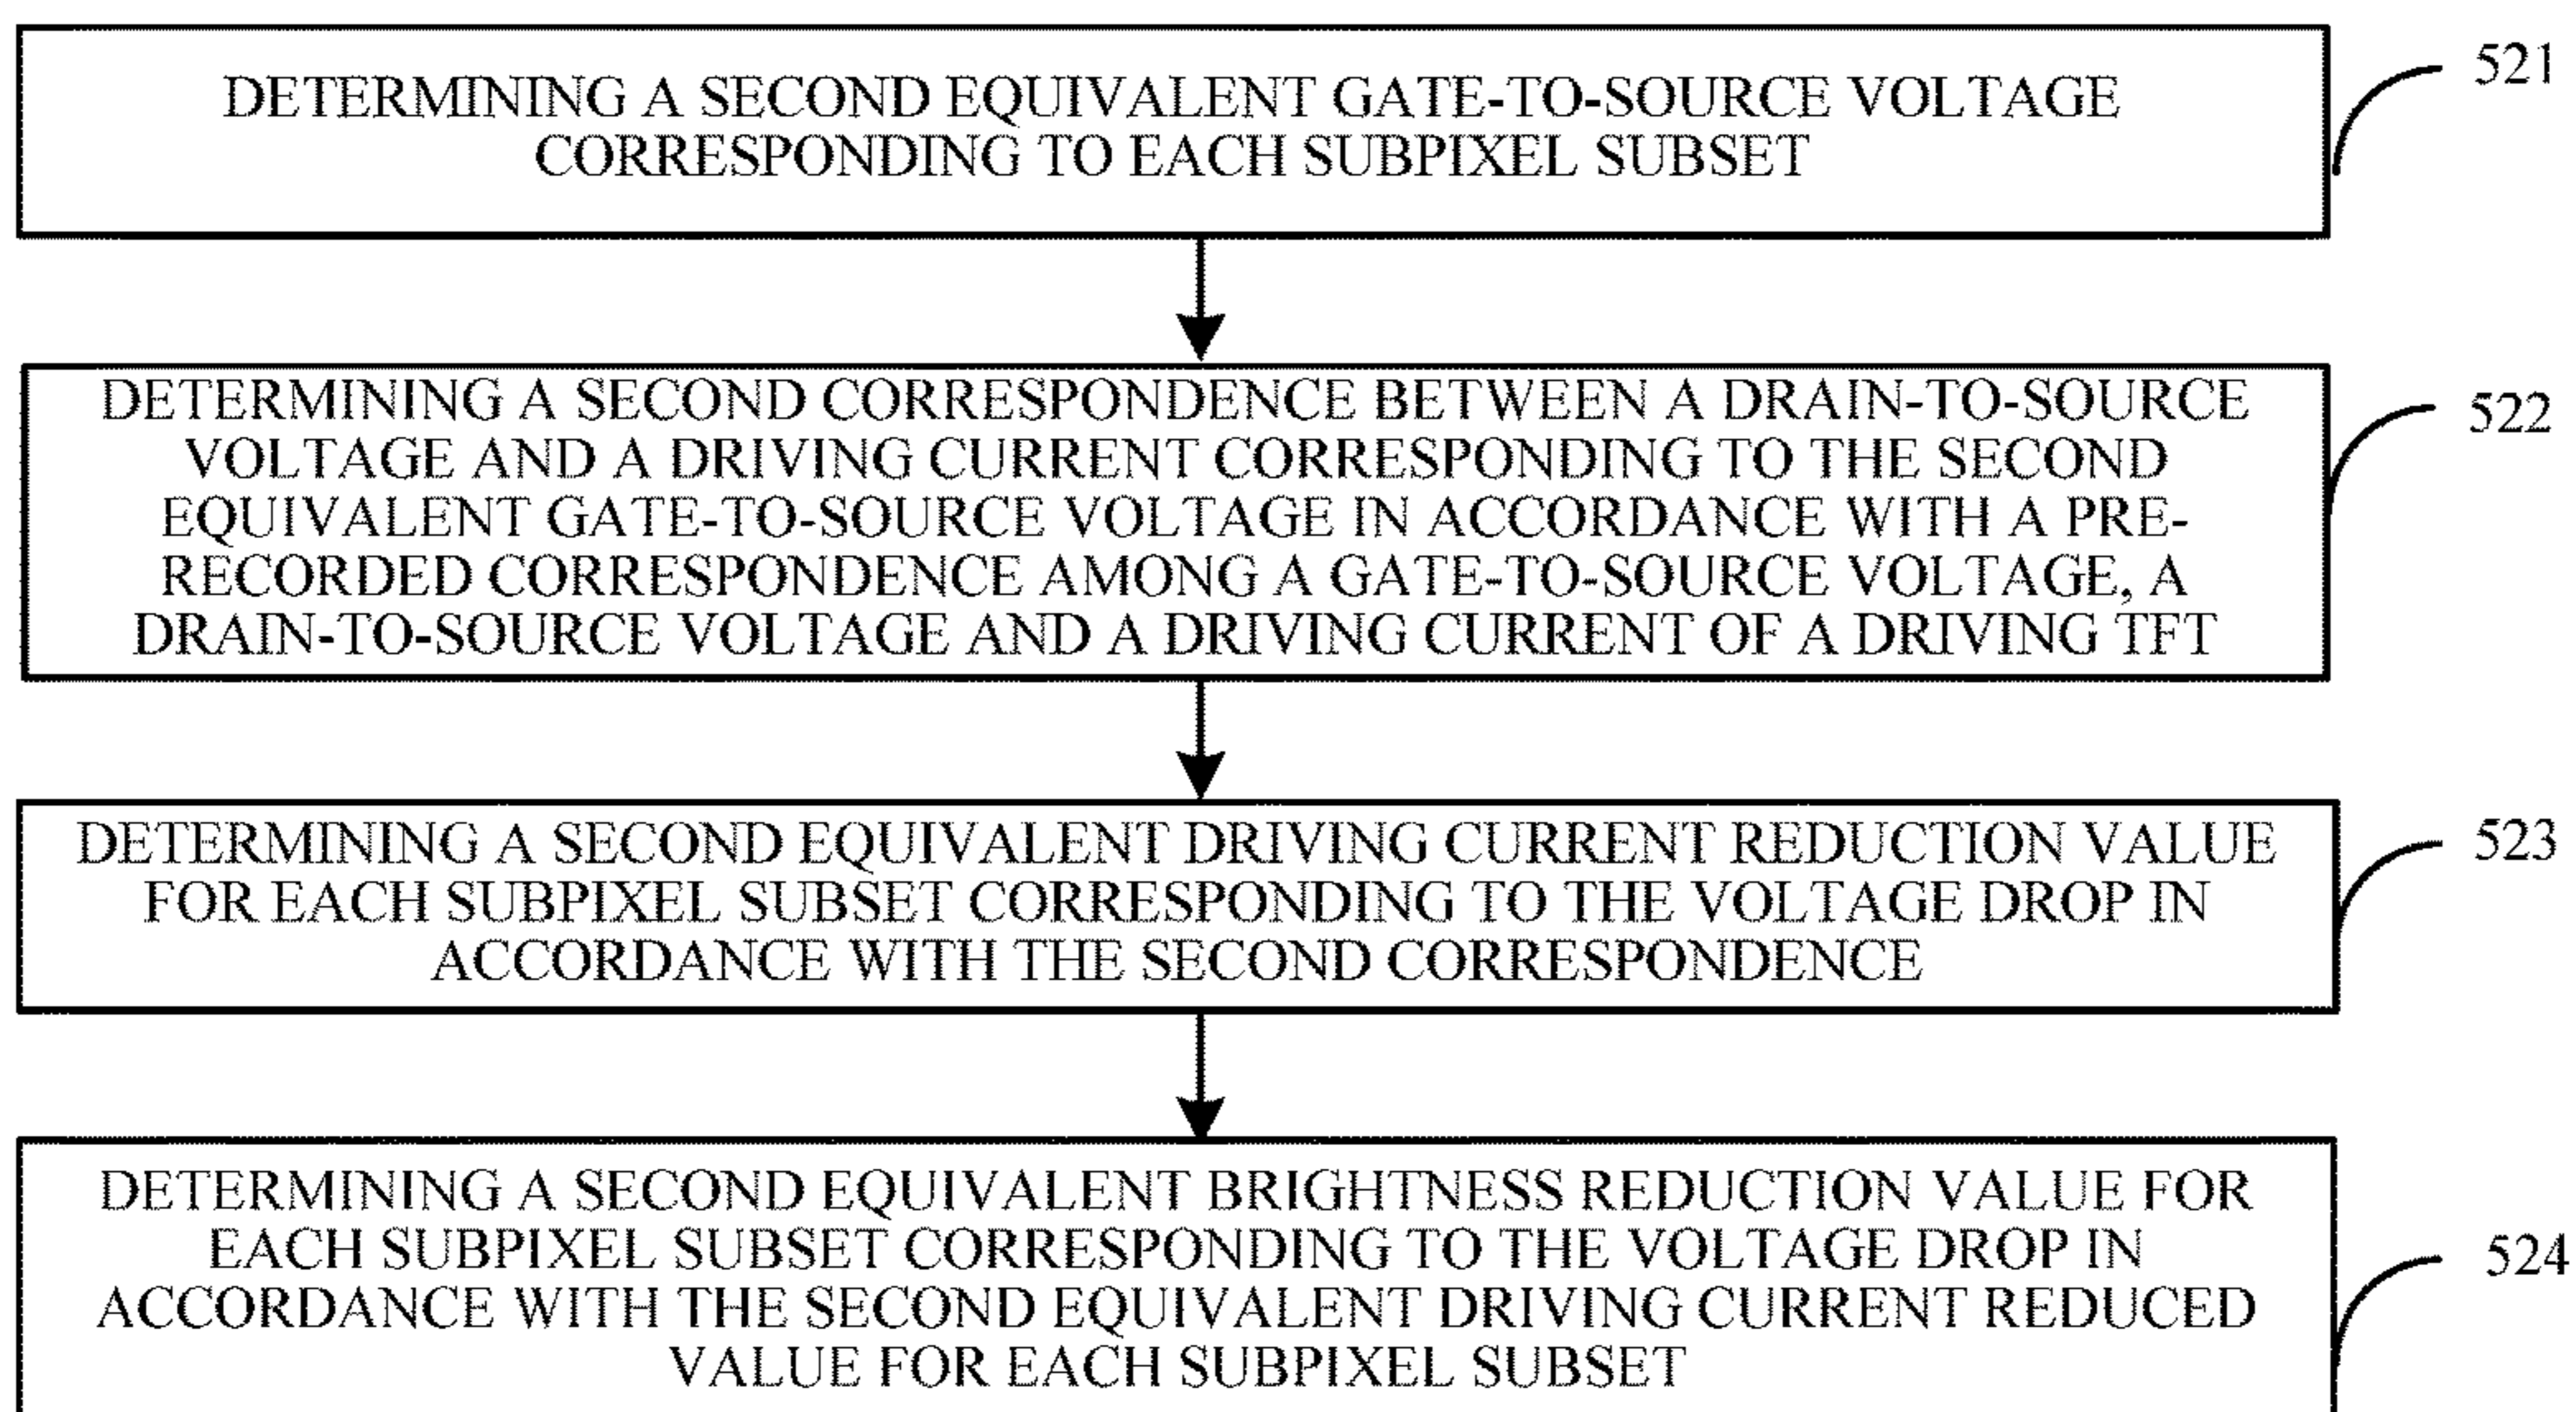 DETERMINING A SECOND EQUIVALENT GATE-TO-SOURCE VOLTAGE
CORRESPONDING TO EACH SUBPIXEL SUBSET
521
DETERMINING A SECOND CORRESPONDENCE BETWEEN A DRAIN-TO-SOURCE
VOLTAGE AND A DRIVING CURRENT CORRESPONDING TO THE SECOND
EQUIVALENT GATE-TO-SOURCE VOLTAGE IN ACCORDANCE WITH A PRE-
RECORDED CORRESPONDENCE AMONG A GATE-TO-SOURCE VOLTAGE, A
DRAIN-TO-SOURCE VOLTAGE AND A DRIVING CURRENT OF A DRIVING TFT
522
DETERMINING A SECOND EQUIVALENT DRIVING CURRENT REDUCTION VALUE
FOR EACH SUBPIXEL SUBSET CORRESPONDING TO THE VOLTAGE DROP IN
ACCORDANCE WITH THE SECOND CORRESPONDENCE
523
DETERMINING A SECOND EQUIVALENT BRIGHTNESS REDUCTION VALUE FOR
EACH SUBPIXEL SUBSET CORRESPONDING TO THE VOLTAGE DROP IN
ACCORDANCE WITH THE SECOND EQUIVALENT DRIVING CURRENT REDUCED
VALUE FOR EACH SUBPIXEL SUBSET
524